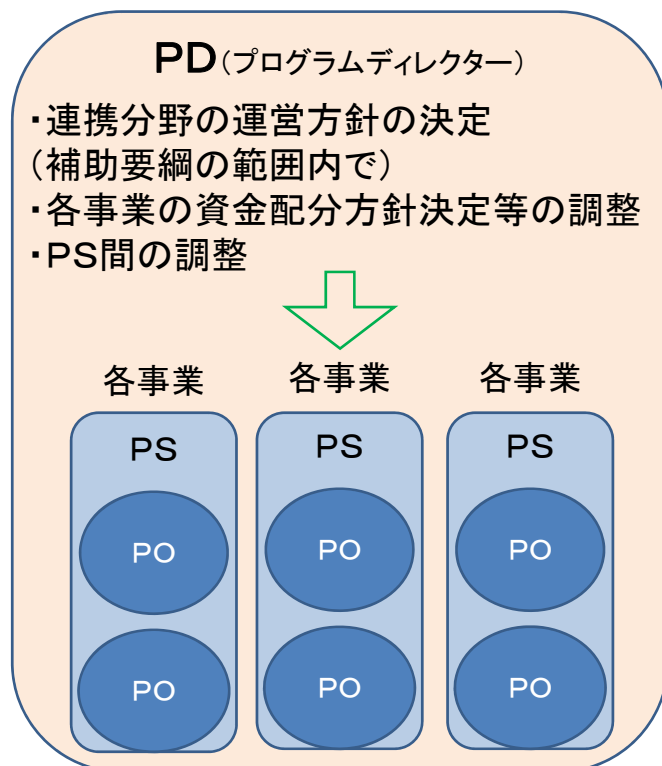 PD(プログラムディレクター)
・連携分野の運営方針の決定
(補助要綱の範囲内で)
・各事業の資金配分方針決定等の調整
・PS間の調整
各事業 各事業 各事業
PS PS PS
PO PO PO
PO PO PO